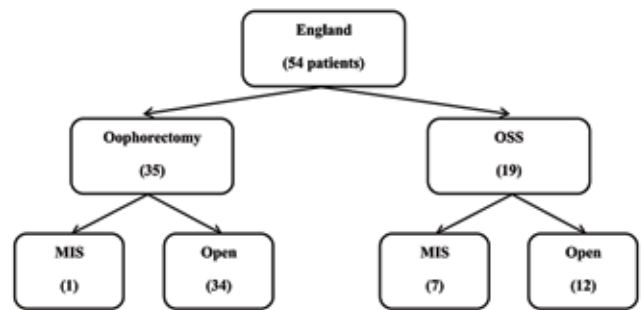 England
(54 patients)
Oophorectomy
(35)
OSS
(19)
MIS
(1)
Open
(34)
MIS
(7)
Open
(12)